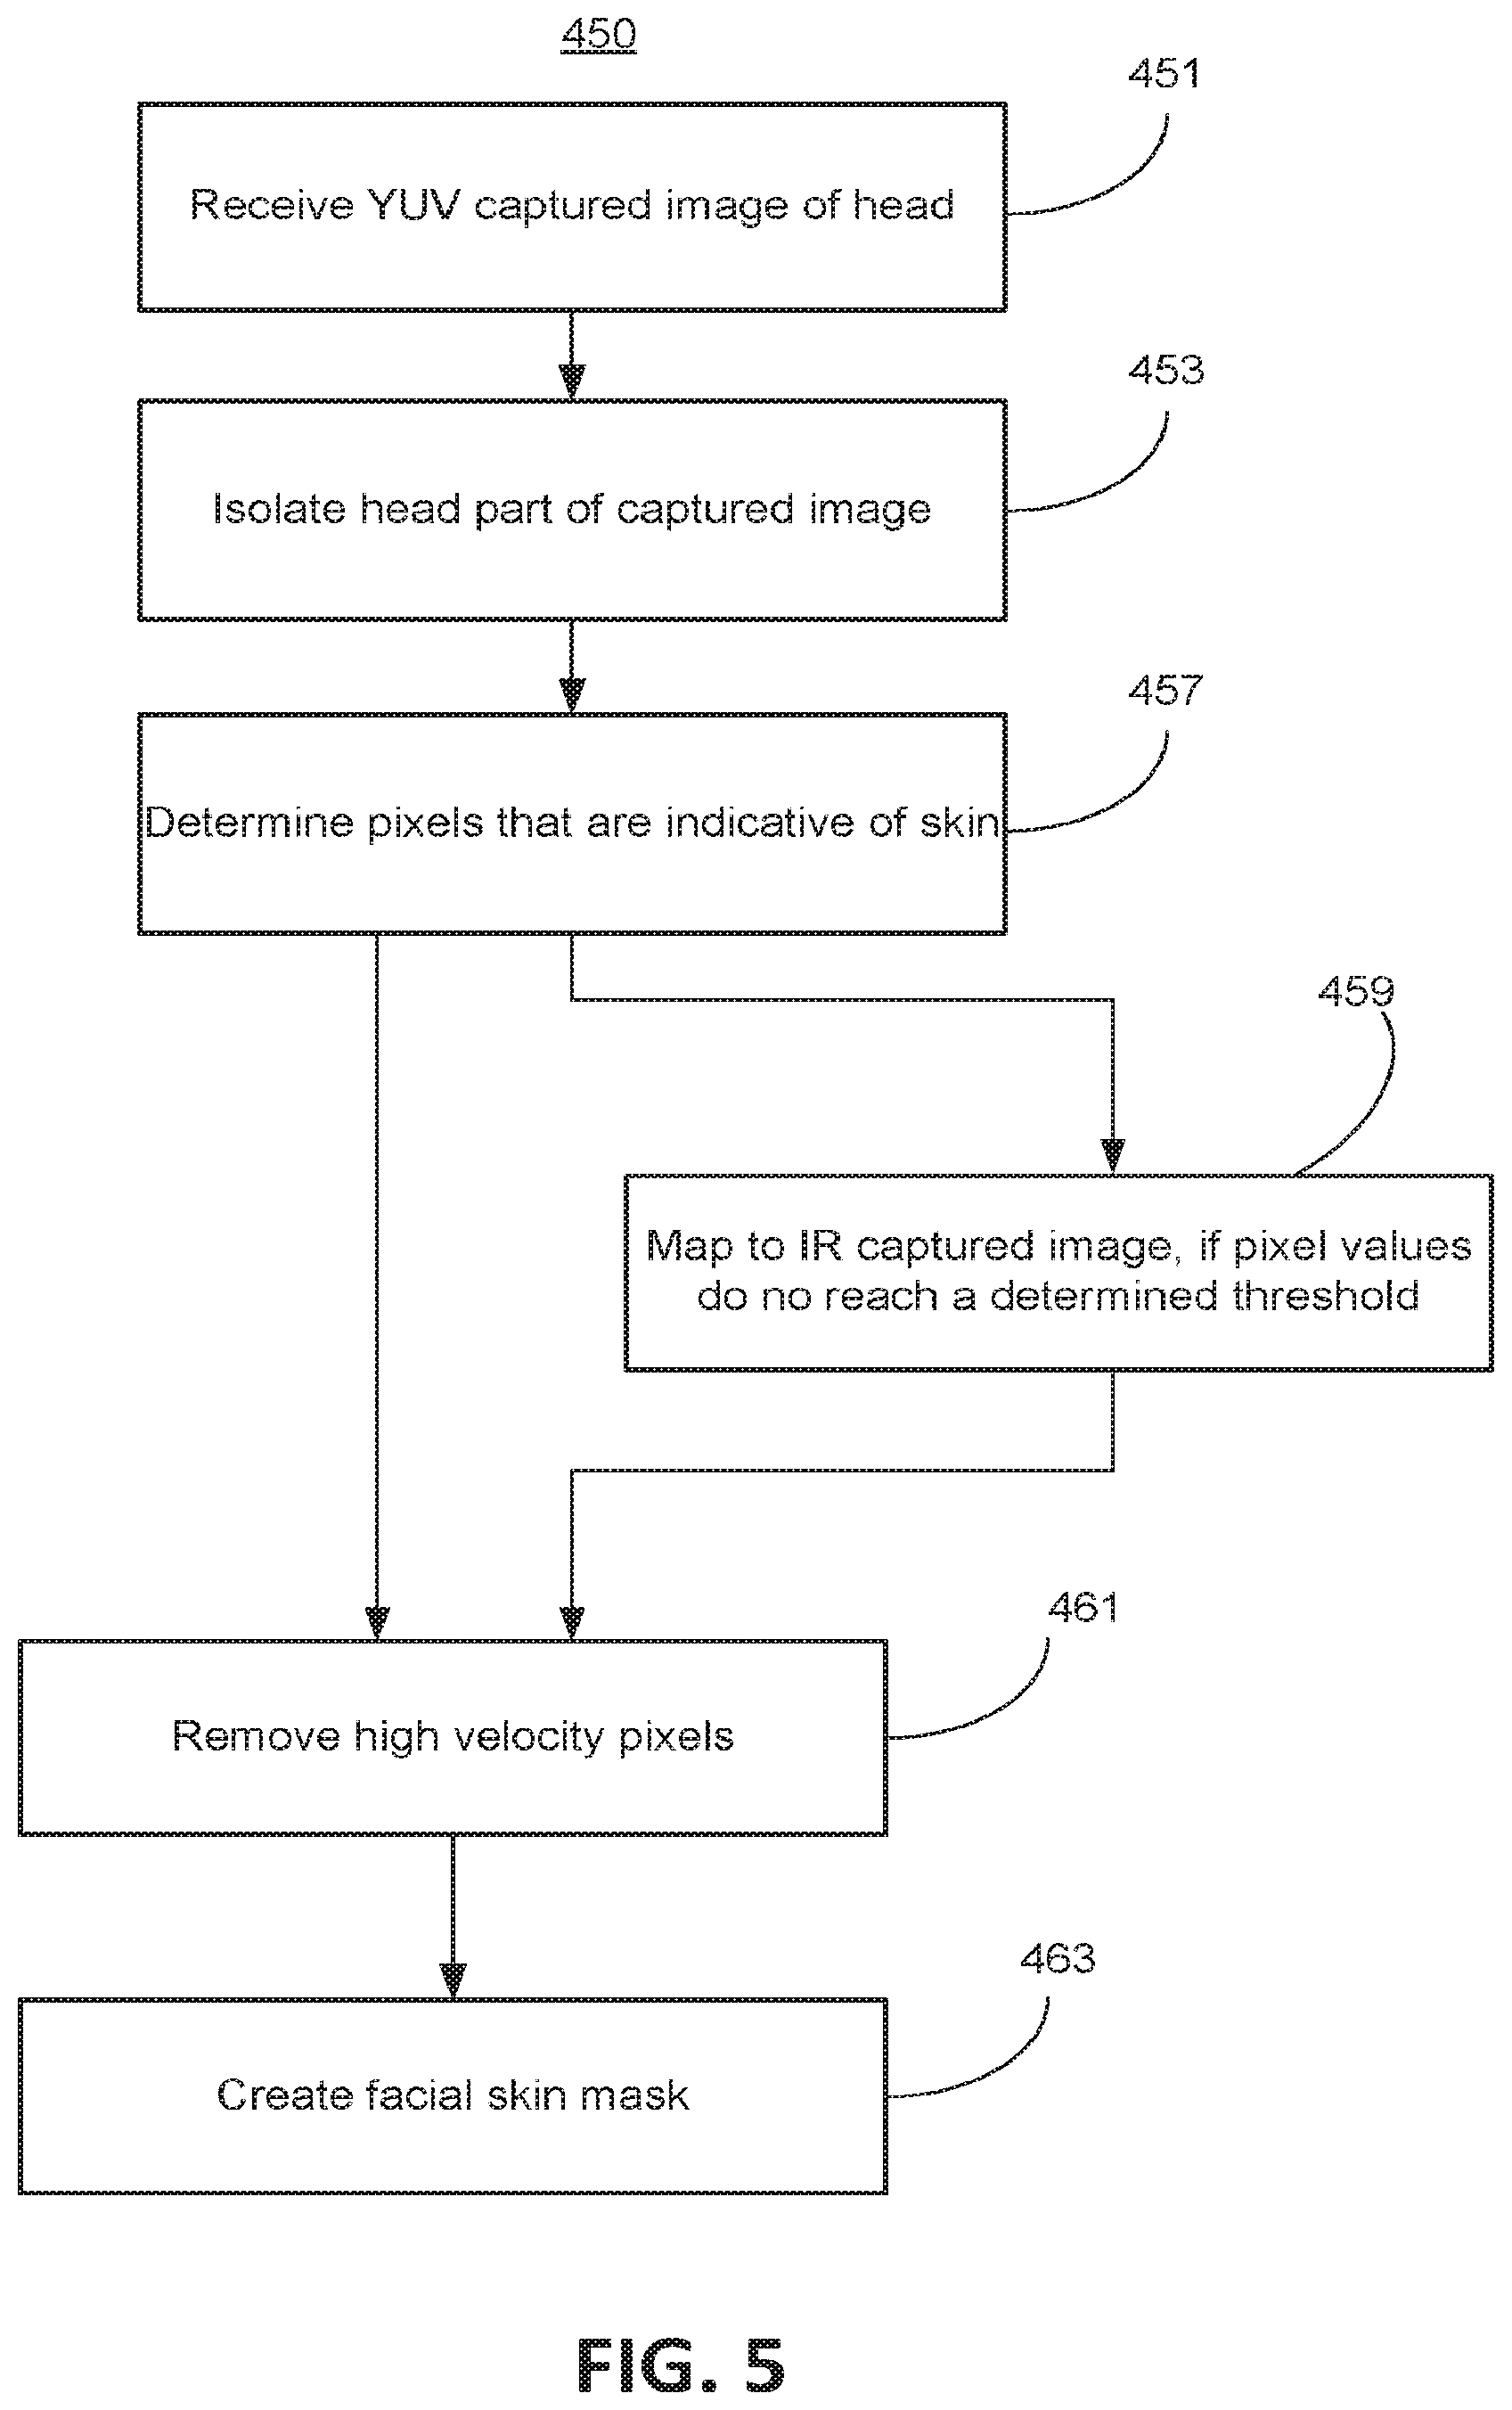 450
451
Receive YUV captured image of head
453
Isolate head part of captured image
457
Determine pixels that are indicative of skin
459
Map to IR captured image, if pixel values
do no reach a determined threshold
461
Remove high velocity pixels
463
Create facial skin mask
FIG. 5